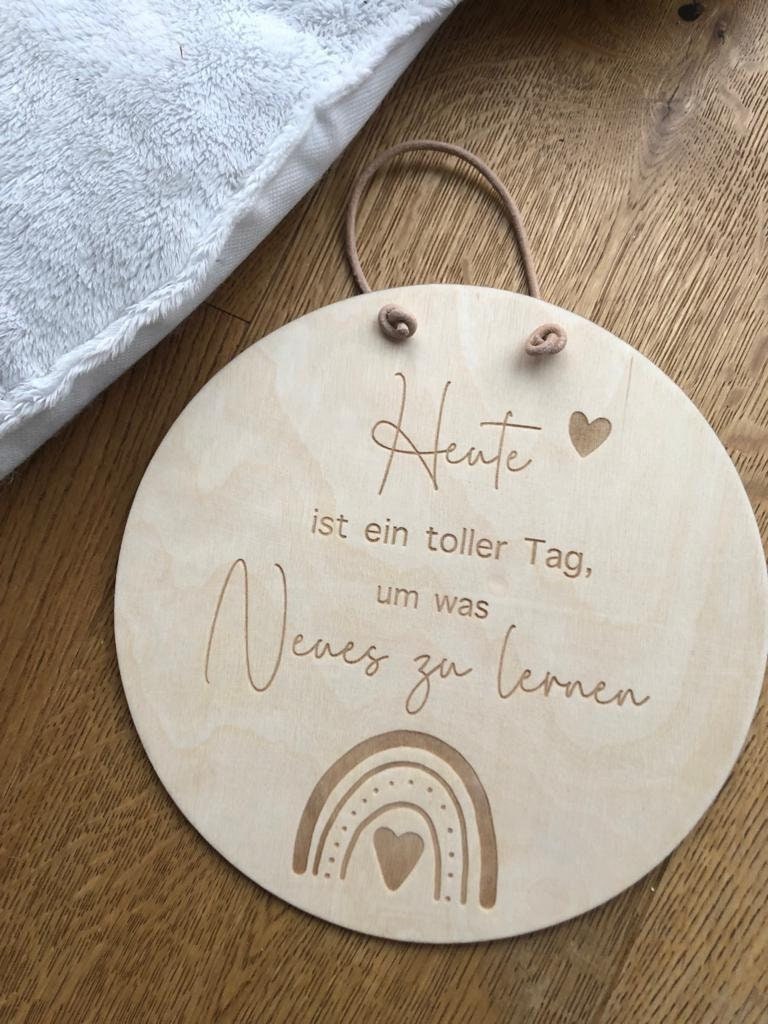 Heute
ist ein toller Tag,
um was
Neues zu lernen